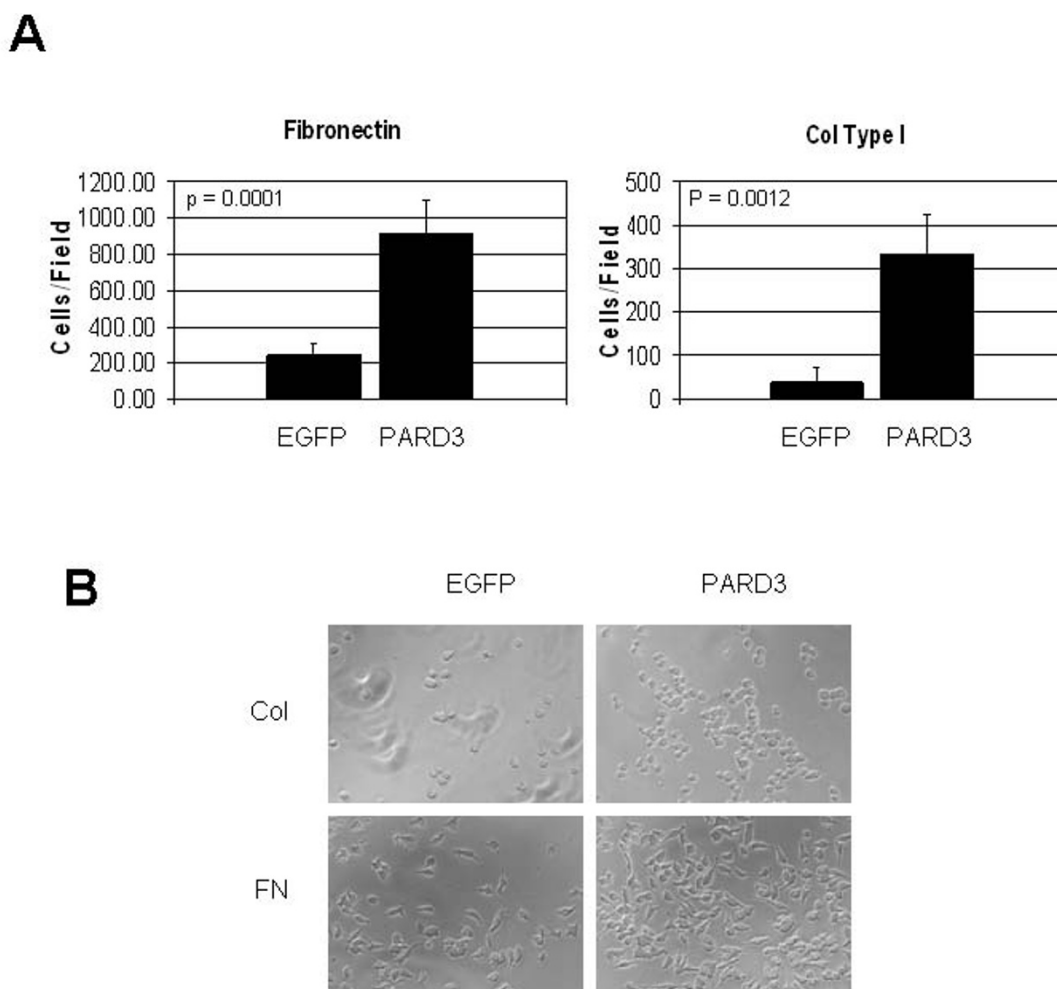 A
Fibronectin
Cells/Field
1200.00
1000.00
800.00
600.00
400.00
200.00
0.00
p = 0.0001
EGFP PARD3
Col Type I
Cells/Field
500
400
300
200
100
0
P = 0.0012
EGFP PARD3
B
EGFP PARD3
Col
FN